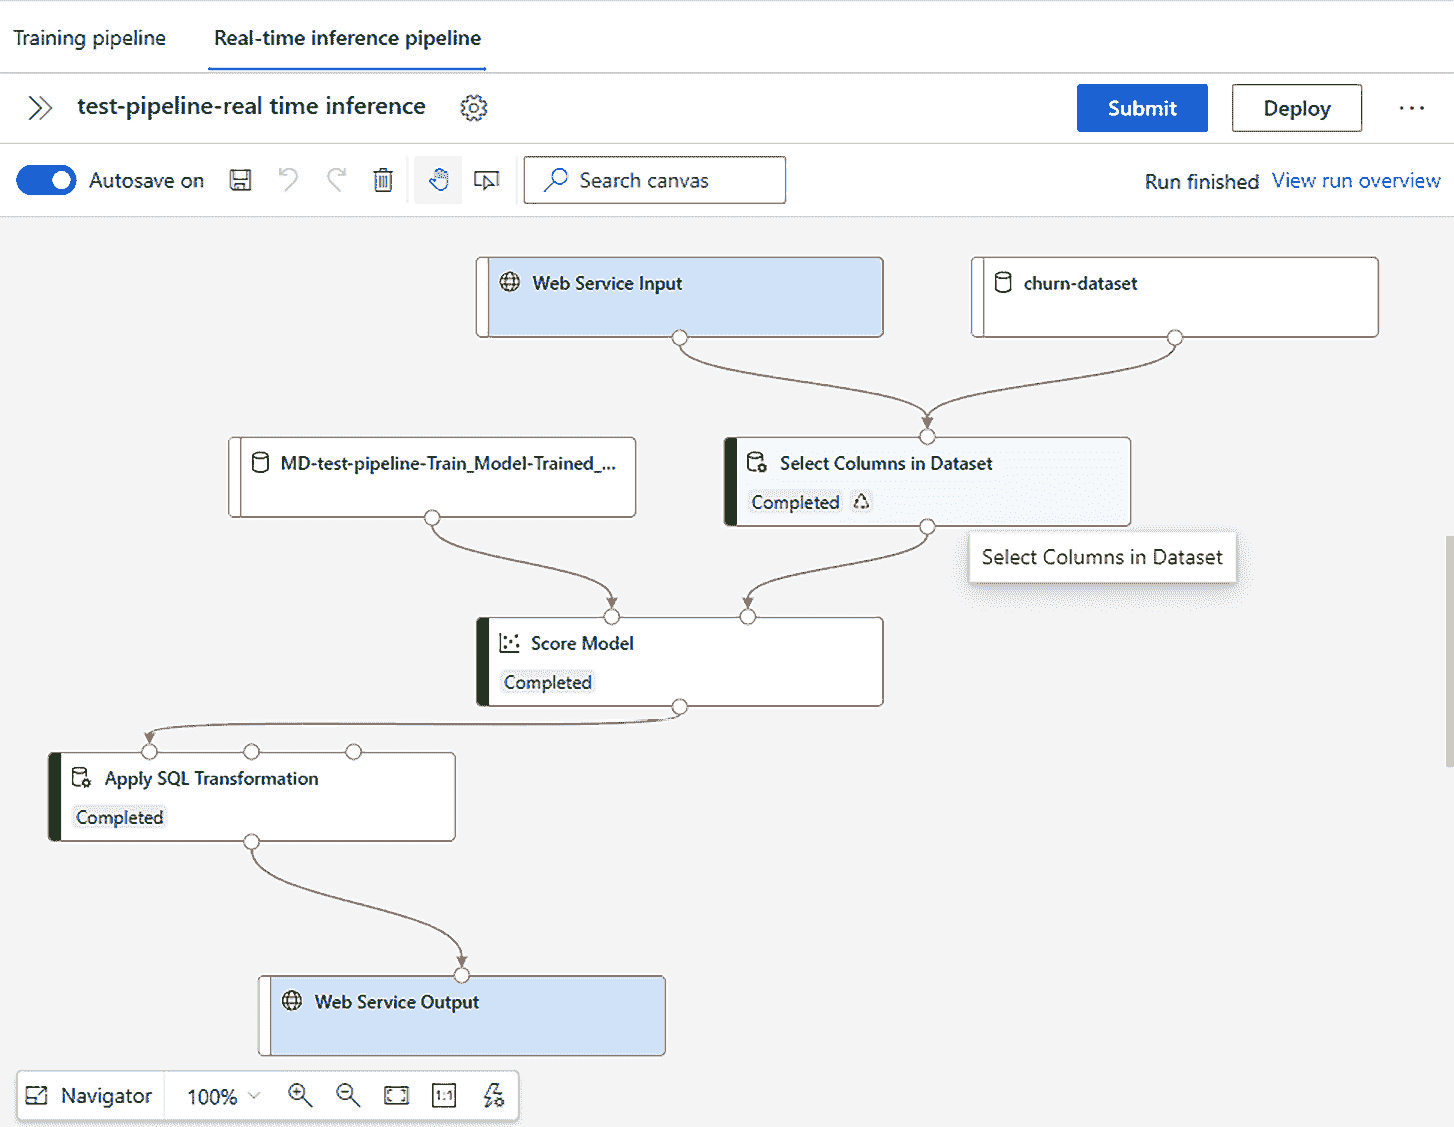 Training pipeline Real-time inference pipeline
test-pipeline-real time inference Submit Deploy ...
Autosave on Search canvas Run finished View run overview
Web Service Input churn-dataset
MD-test-pipeline-Train_Model-Trained_... Select Columns in Dataset
Completed
Select Columns in Dataset
Score Model
Completed
Apply SQL Transformation
Completed
Web Service Output
Navigator 100% 1:1